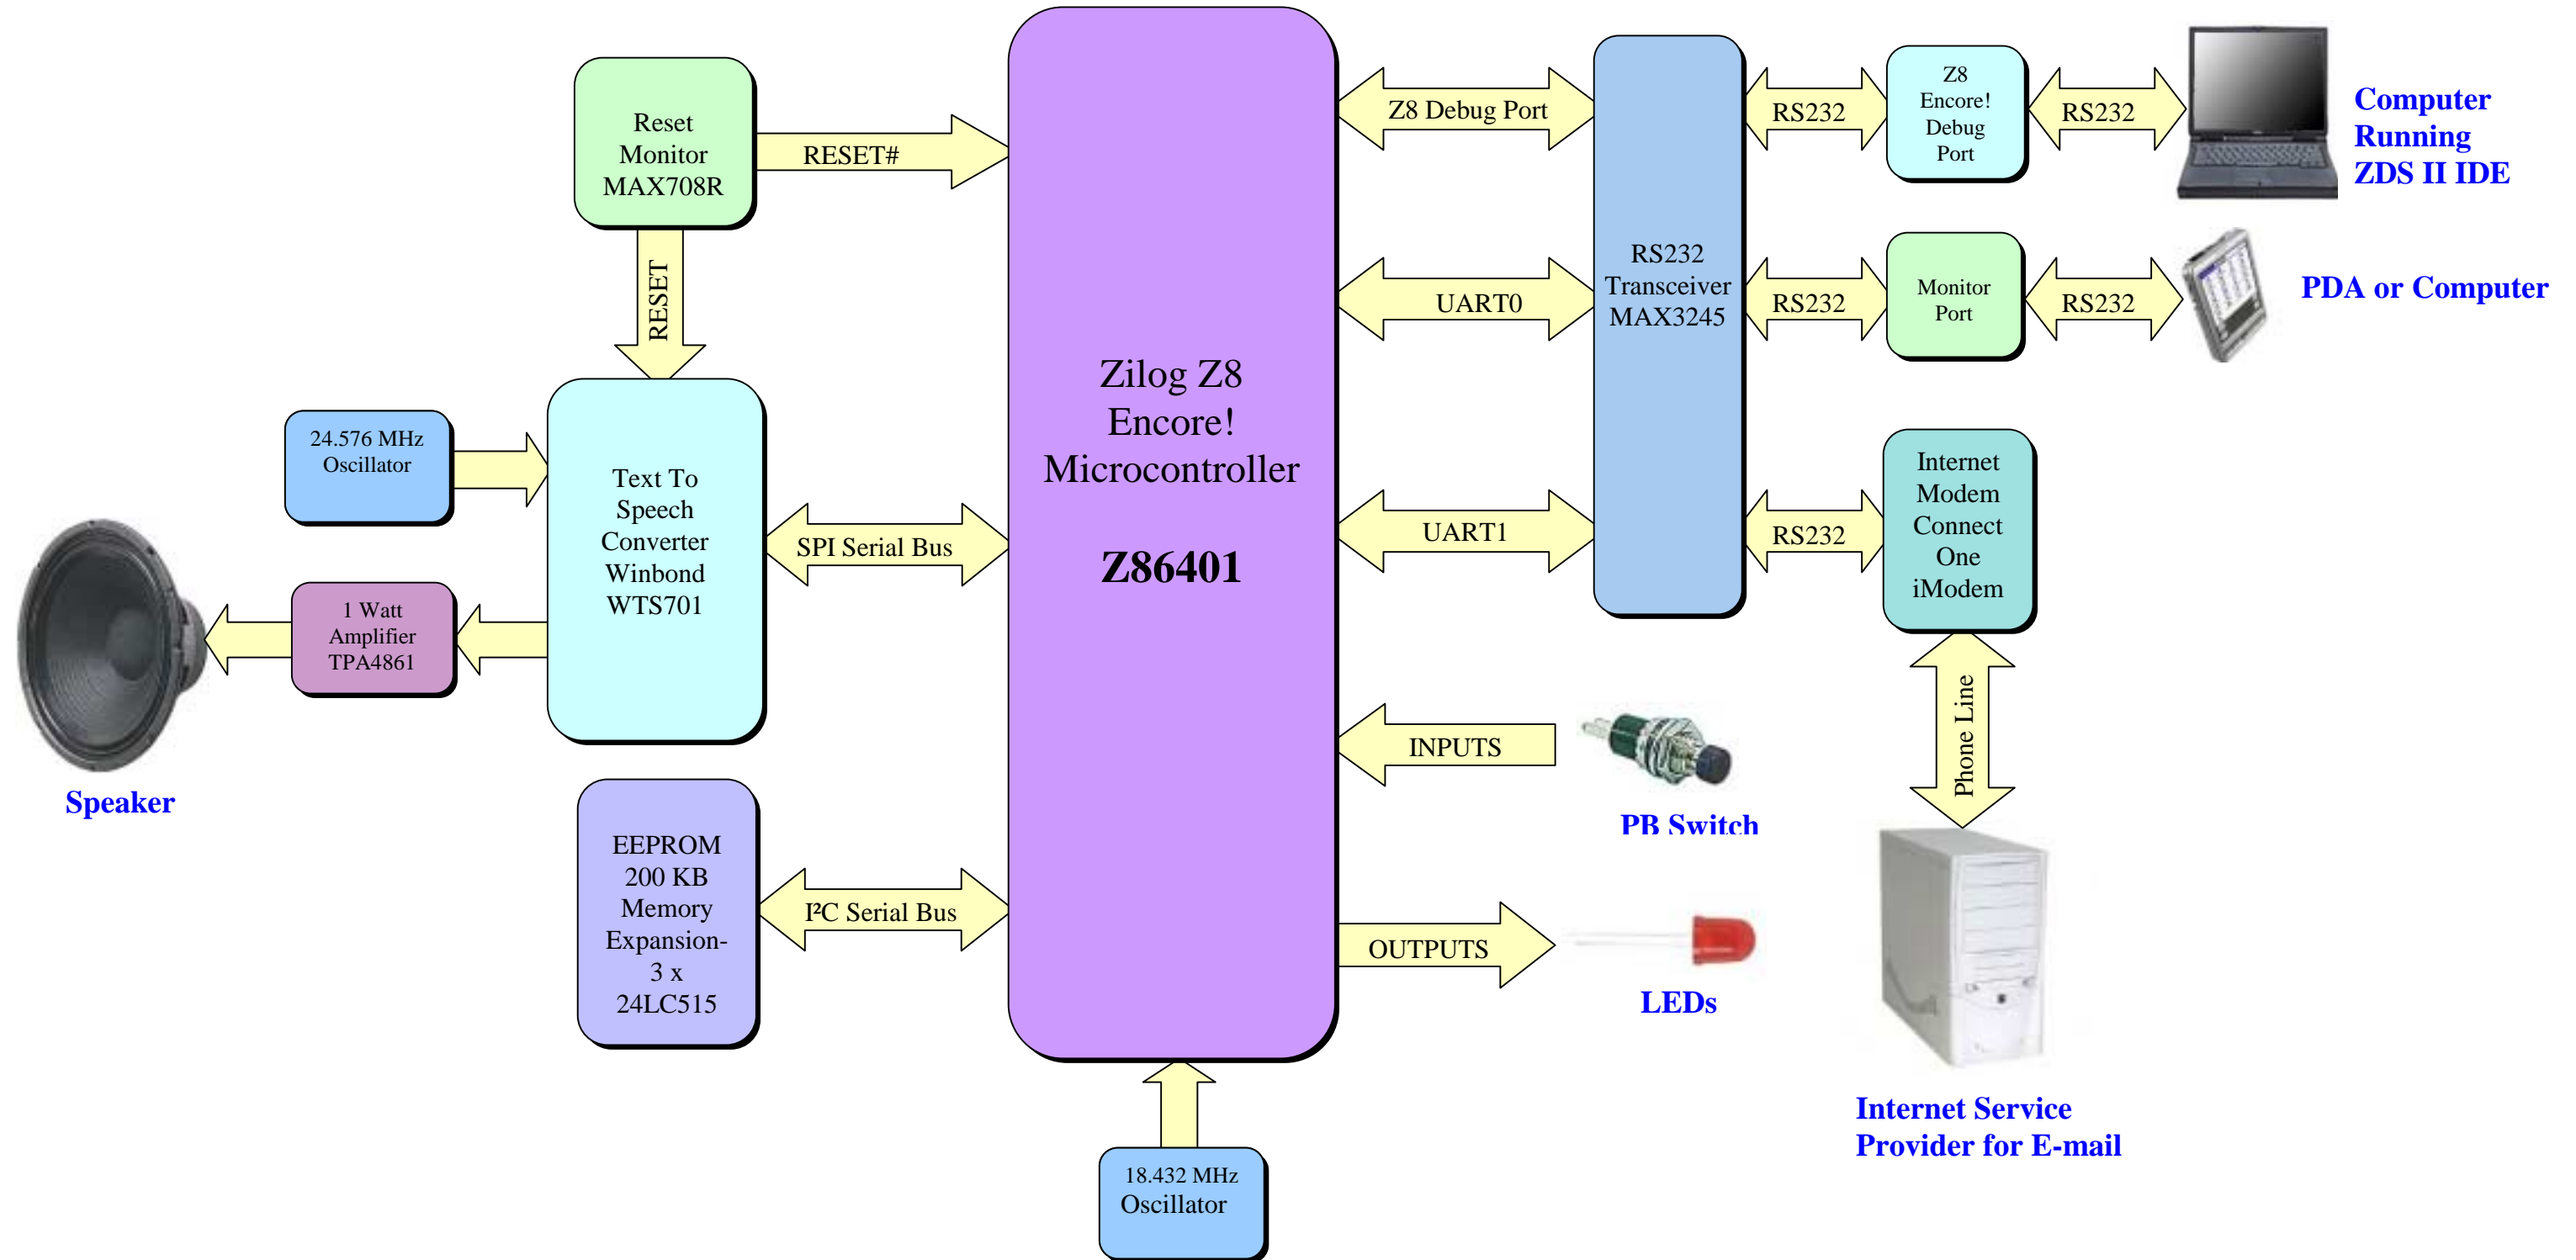 Reset
Monitor
MAX708R
RESET#
RESET
24.576 MHz
Oscillator
Text To
Speech
Converter
Winbond
WTS701
SPI Serial Bus
1 Watt
Amplifier
TPA4861
Speaker
EEPROM
200 KB
Memory
Expansion-
3 x
24LC515
I²C Serial Bus
Zilog Z8
Encore!
Microcontroller
Z86401
18.432 MHz
Oscillator
Z8 Debug Port
UART0
UART1
INPUTS
OUTPUTS
RS232
Transceiver
MAX3245
RS232
Z8
Encore!
Debug
Port
RS232
Computer
Running
ZDS II IDE
RS232
Monitor
Port
RS232
PDA or Computer
RS232
Internet
Modem
Connect
One
iModem
Phone Line
PB Switch
LEDs
Internet Service
Provider for E-mail